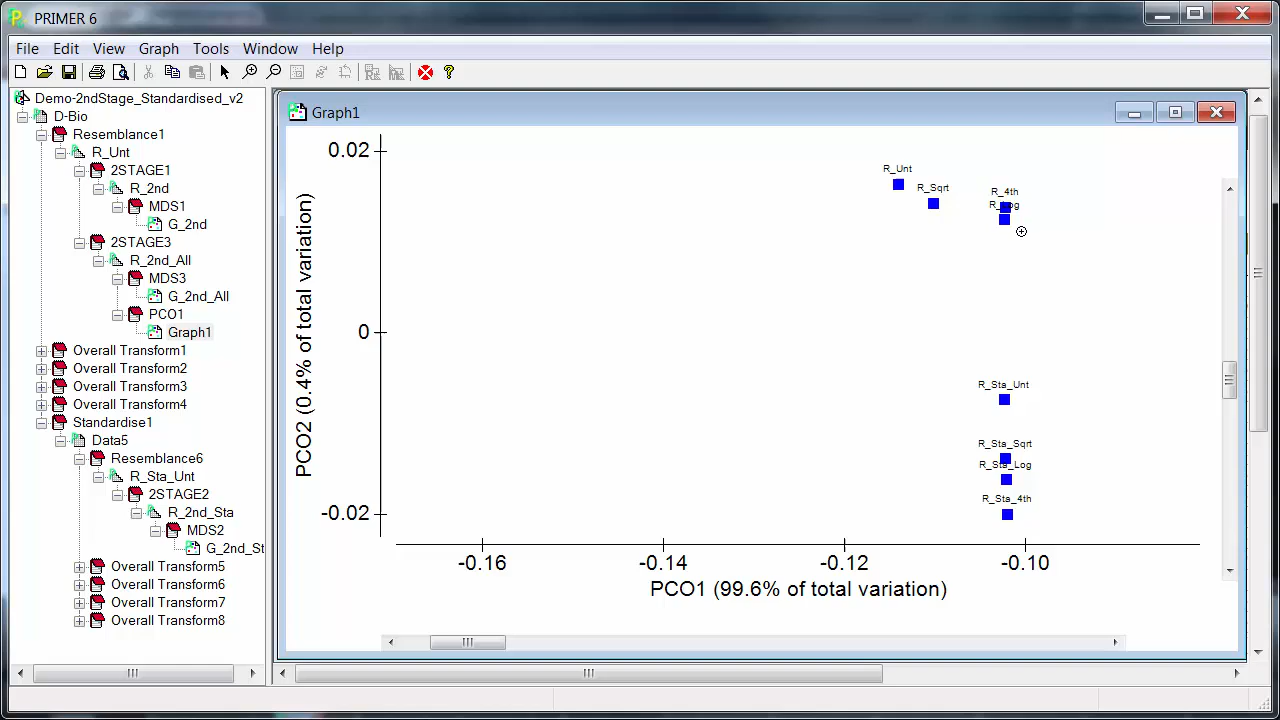 PRIMER 6
File Edit View Graph Tools Window Help
Demo-2ndStage_Standardised_v2
D-Bio
Resemblance1
R_Unt
2STAGE1
R_2nd
MDS1
G_2nd
2STAGE3
R_2nd_All
MDS3
G_2nd_All
PCO1
Graph1
Overall Transform1
Overall Transform2
Overall Transform3
Overall Transform4
Standardise1
Data5
Resemblance6
R_Sta_Unt
2STAGE2
R_2nd_Sta
MDS2
G_2nd_St
Overall Transform5
Overall Transform6
Overall Transform7
Overall Transform8
Graph1
0.02
0
-0.02
PCO2 (0.4% of total variation)
R_Unt
R_Sqrt
R_4th
R_Log
R_Sta_Unt
R_Sta_Sqrt
R_Sta_Log
R_Sta_4th
-0.16 -0.14 -0.12 -0.10
PCO1 (99.6% of total variation)